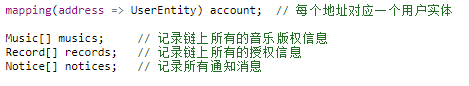 mapping(address => UserEntity) account;  // 每个地址对应一个用户实体
Music[] musics;     // 记录链上所有的音乐版权信息
Record[] records;   // 记录链上所有的授权信息
Notice[] notices;   // 记录所有通知消息